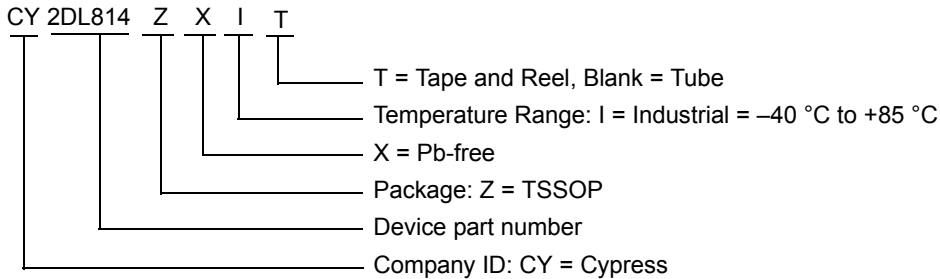 CY 2DL814 Z X I T
T = Tape and Reel, Blank = Tube
Temperature Range: I = Industrial = –40 °C to +85 °C
X = Pb-free
Package: Z = TSSOP
Device part number
Company ID: CY = Cypress